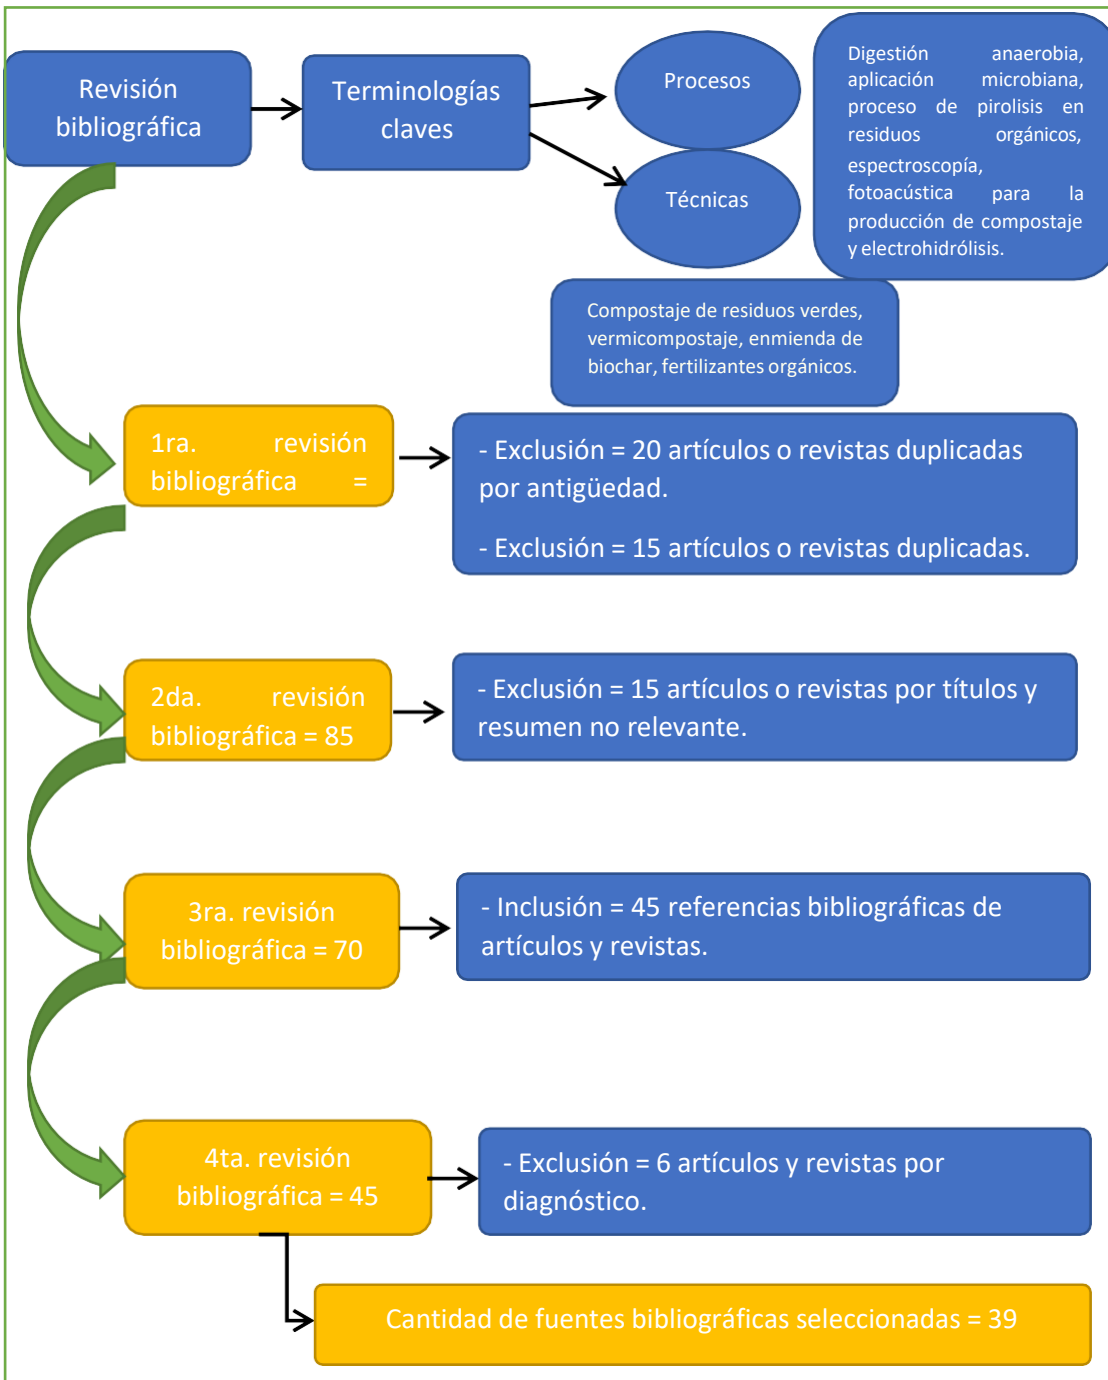 Revisión
bibliográfica
Terminologías
claves
Procesos
Técnicas
Digestión anaerobia,
aplicación microbiana,
proceso de pirolisis en
residuos orgánicos,
espectroscopía,
fotoacústica para la
producción de compostaje
y electrohidrólisis.
Compostaje de residuos verdes,
vermicompostaje, enmienda de
biochar, fertilizantes orgánicos.
1ra. revisión
bibliográfica =
- Exclusión = 20 artículos o revistas duplicadas
por antigüedad.
- Exclusión = 15 artículos o revistas duplicadas.
2da. revisión
bibliográfica = 85
- Exclusión = 15 artículos o revistas por títulos y
resumen no relevante.
3ra. revisión
bibliográfica = 70
- Inclusión = 45 referencias bibliográficas de
artículos y revistas.
4ta. revisión
bibliográfica = 45
- Exclusión = 6 artículos y revistas por
diagnóstico.
Cantidad de fuentes bibliográficas seleccionadas = 39